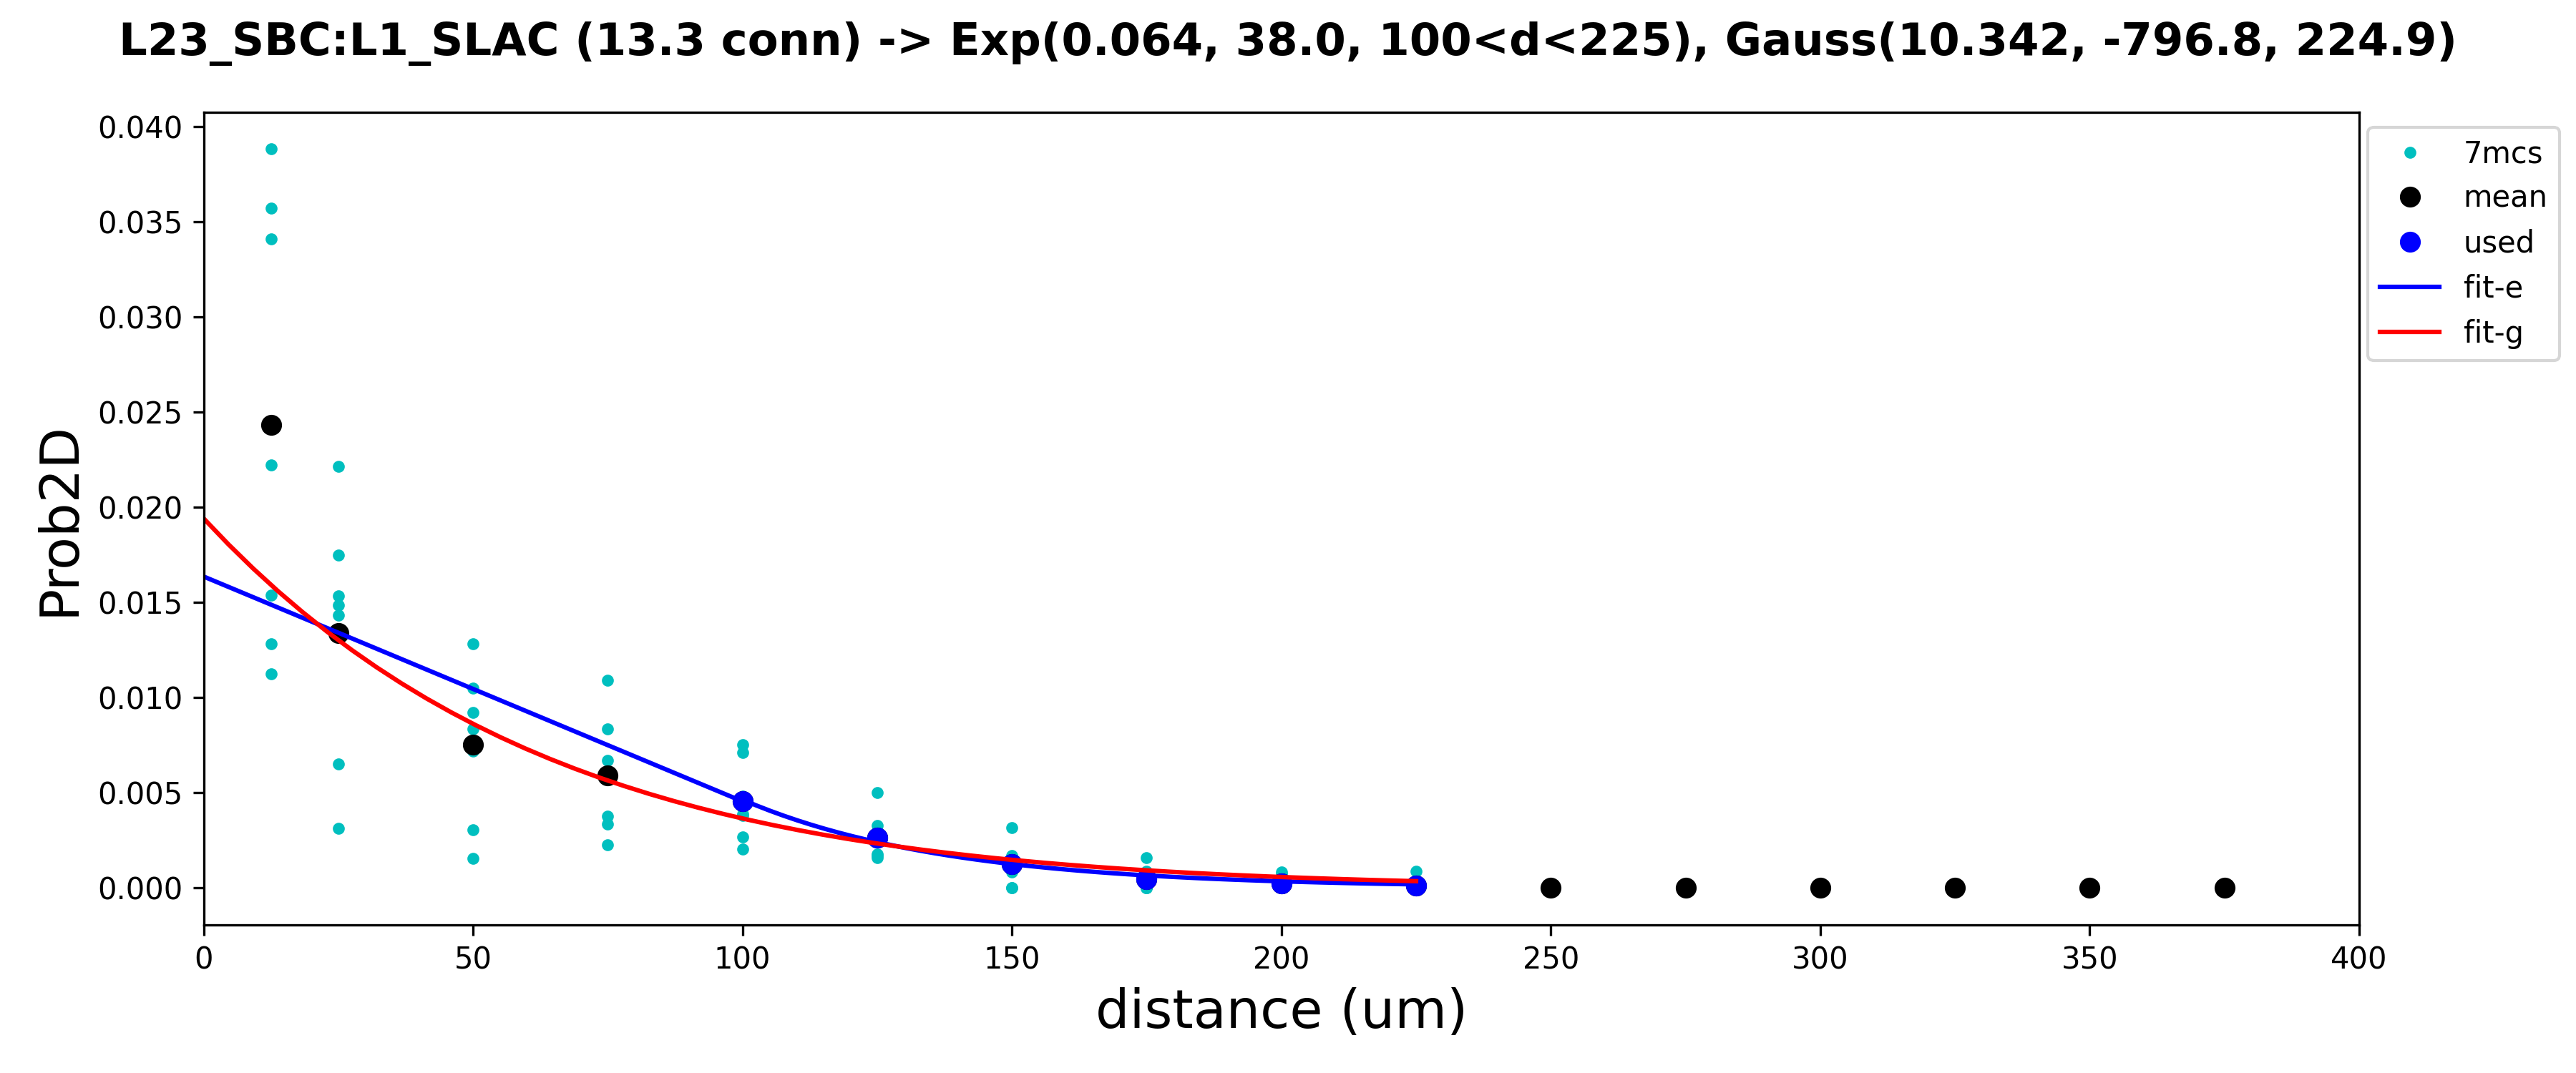 L23_SBC:L1_SLAC (13.3 conn) -> Exp(0.064, 38.0, 100<d<225), Gauss(10.342, -796.8, 224.9)
0.040
0.035
0.030
0.025
0.020
0.015
0.010
0.005
0.000
Prob2D
0 50 100 150 200 250 300 350 400
distance (um)
7mcs
mean
used
fit-e
fit-g